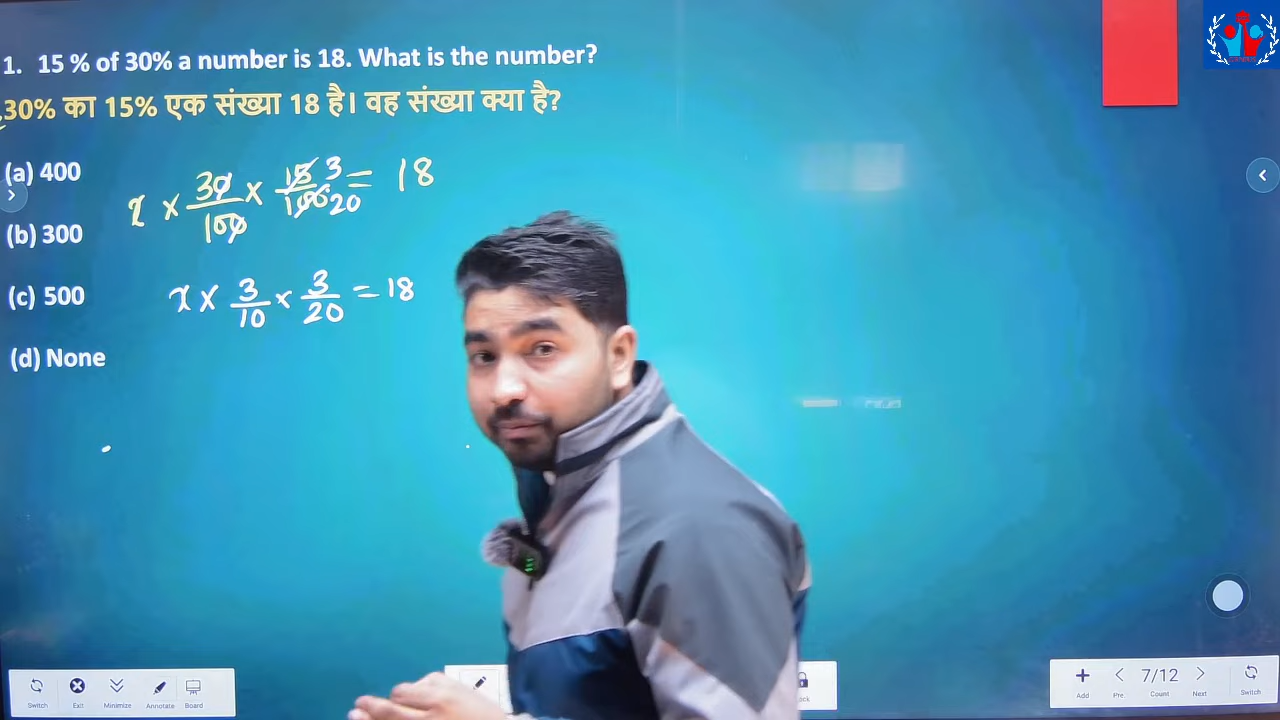 1. 15 % of 30% a number is 18. What is the number?
30% का 15% एक संख्या 18 है। वह संख्या क्या है?
(a) 400
x × 30/100 × 15/100 3/20 = 18
(b) 300
(c) 500
x × 3/10 × 3/20 = 18
(d) None
Switch Exit Minimize Annotate Board
7/12
Add Pre Count Next Switch